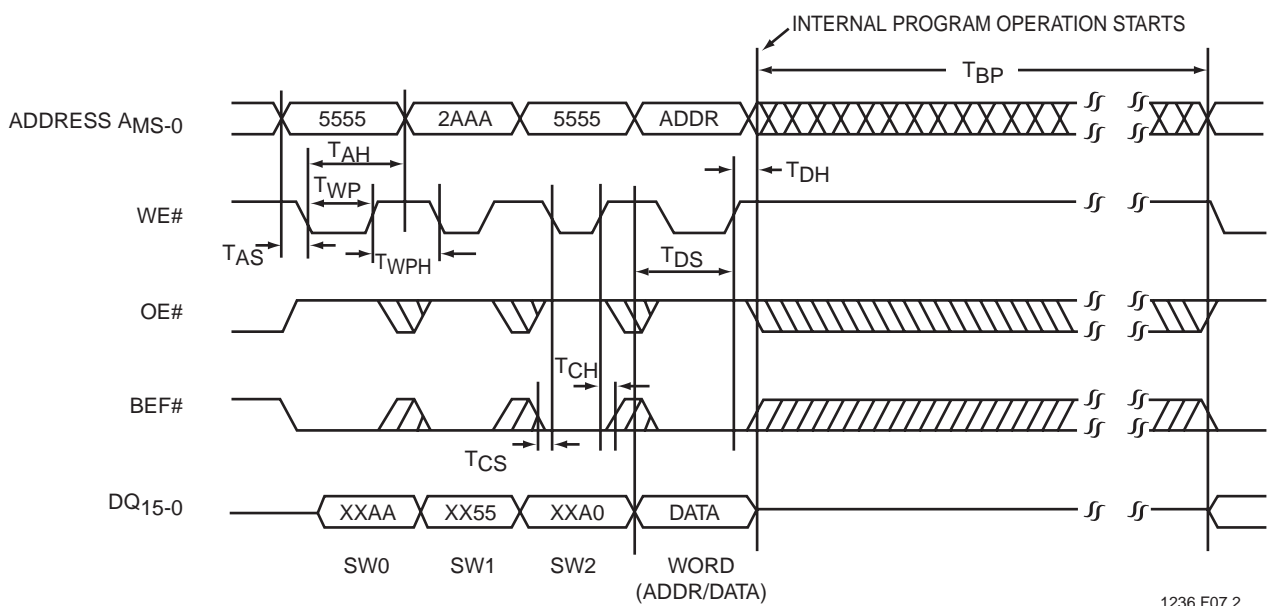 INTERNAL PROGRAM OPERATION STARTS
TBP
ADDRESS AMS-0
5555
2AAA
5555
ADDR
TAH
TDH
TWP
WE#
TAS
TWPH
TDS
OE#
TCH
BEF#
TCS
DQ15-0
XXAA
XX55
XXA0
DATA
SW0
SW1
SW2
WORD
(ADDR/DATA)
1236 F07.2